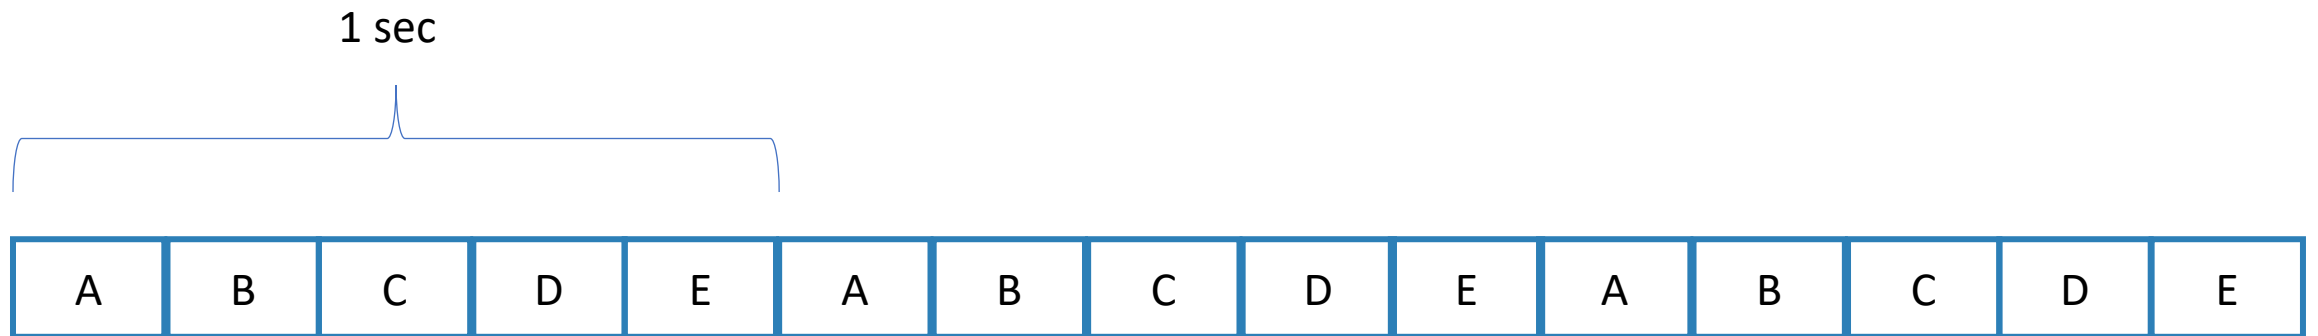 1 sec
A B C D E A B C D E A B C D E